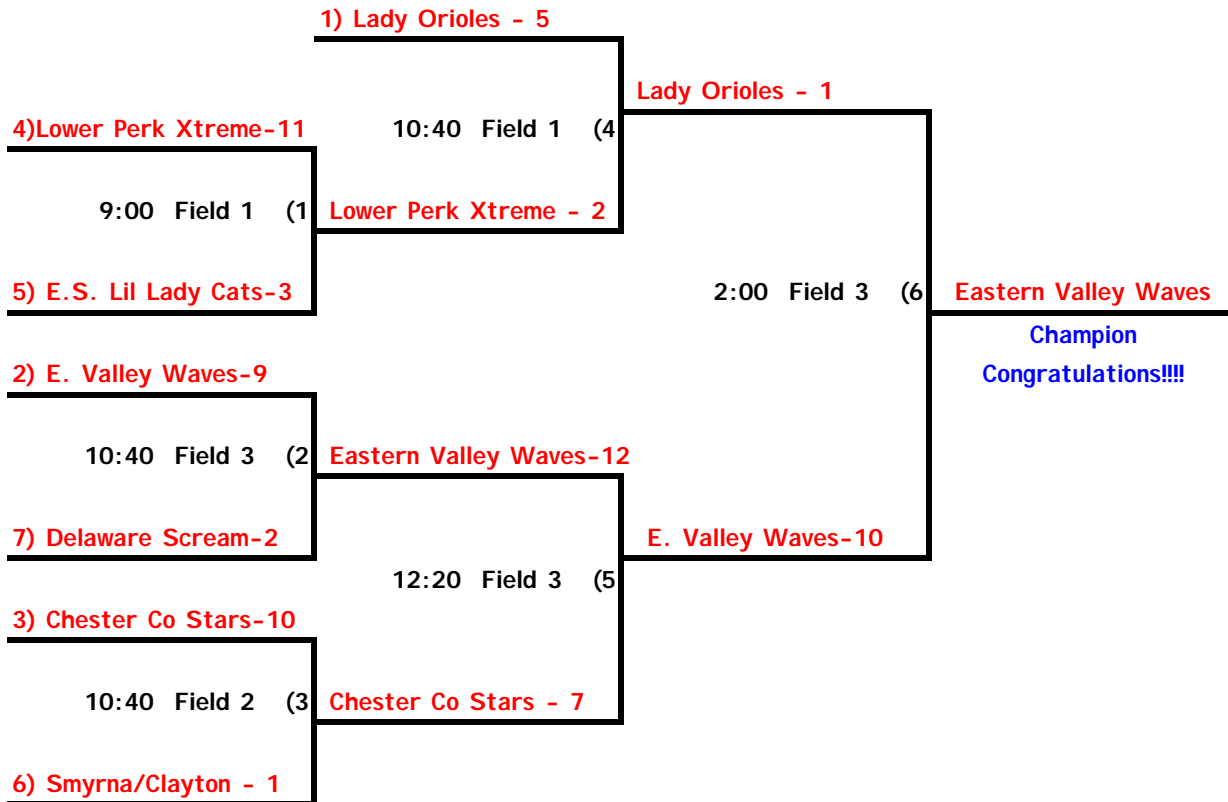 1) Lady Orioles - 5
Lady Orioles - 1
4)Lower Perk Xtreme-11
10:40 Field 1 (4
9:00 Field 1 (1
Lower Perk Xtreme - 2
5) E.S. Lil Lady Cats-3
2:00 Field 3 (6
Eastern Valley Waves
Champion
2) E. Valley Waves-9
Congratulations!!!!
10:40 Field 3 (2
Eastern Valley Waves-12
7) Delaware Scream-2
E. Valley Waves-10
12:20 Field 3 (5
3) Chester Co Stars-10
10:40 Field 2 (3
Chester Co Stars - 7
6) Smyrna/Clayton - 1